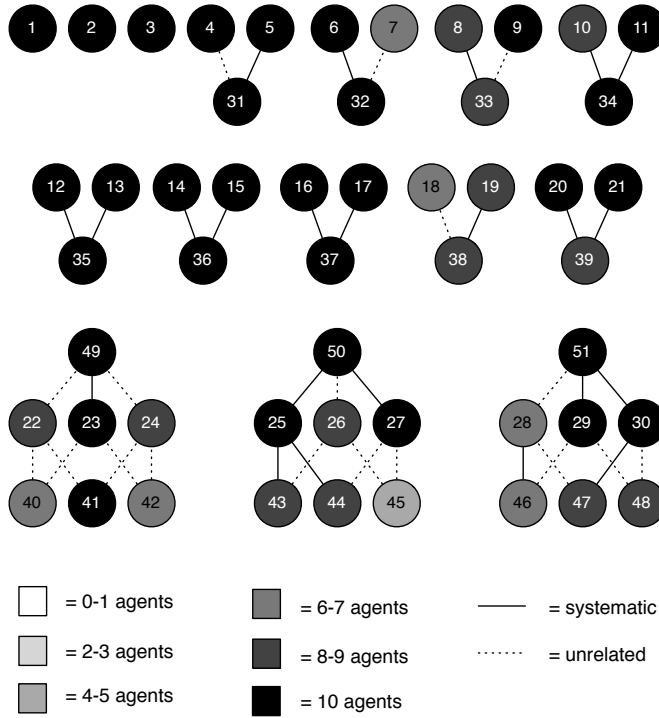 1 2 3 4 5 6 7 8 9 10 11
31 32 33 34
12 13 14 15 16 17 18 19 20 21
35 36 37 38 39
49 50 51
22 23 24 25 26 27 28 29 30
40 41 42 43 44 45 46 47 48
= 0-1 agents = 6-7 agents = systematic
= 2-3 agents = 8-9 agents = unrelated
= 4-5 agents = 10 agents